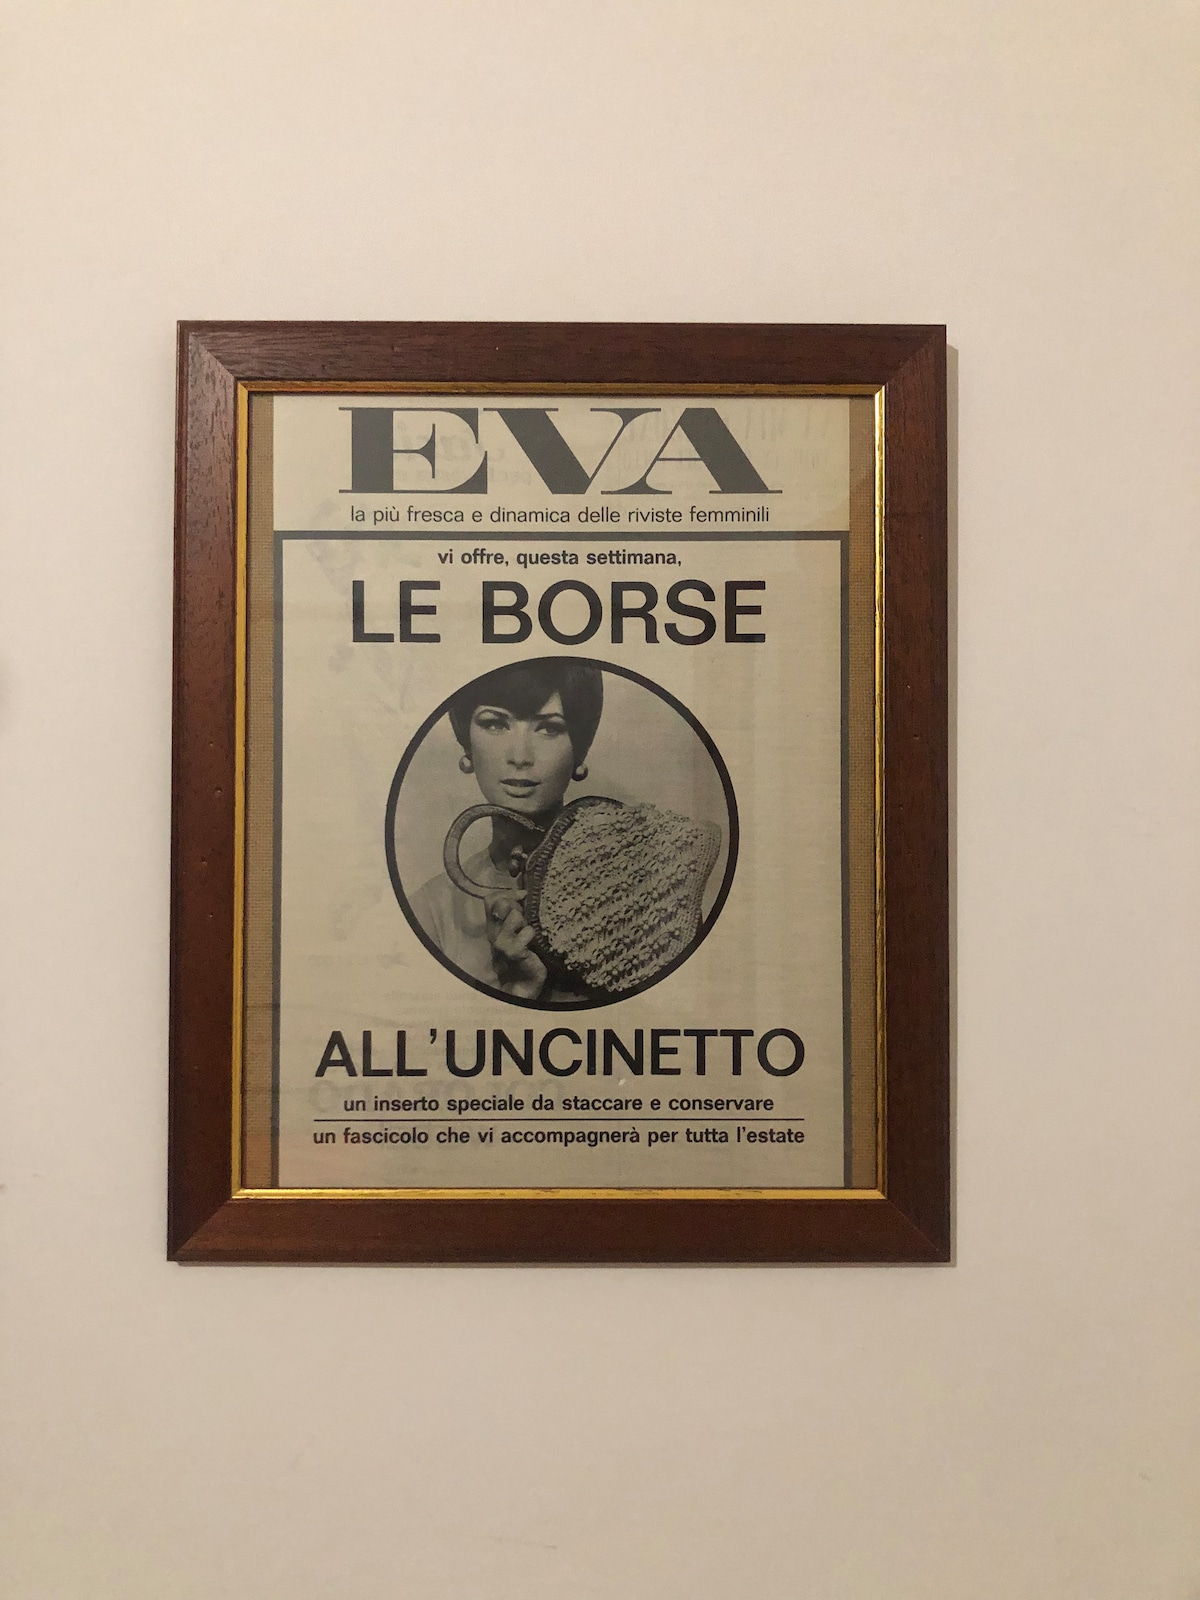 EVA
la più fresca e dinamica delle riviste femminili
vi offre, questa settimana,
LE BORSE
ALL'UNCINETTO
un inserto speciale da staccare e conservare
un fascicolo che vi accompagnerà per tutta l'estate